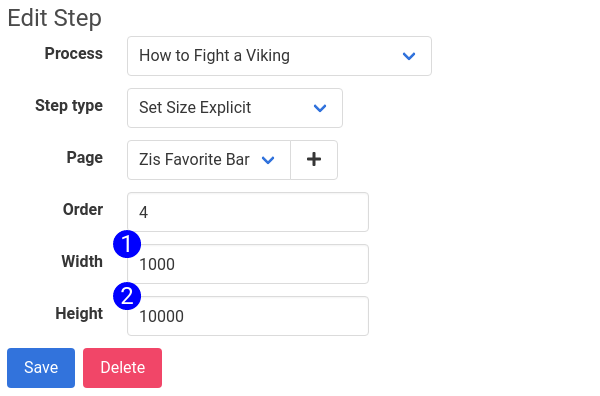 Edit Step
Process How to Fight a Viking
Step type Set Size Explicit
Page Zis Favorite Bar +
Order 4
1
Width 1000
2
Height 10000
Save Delete